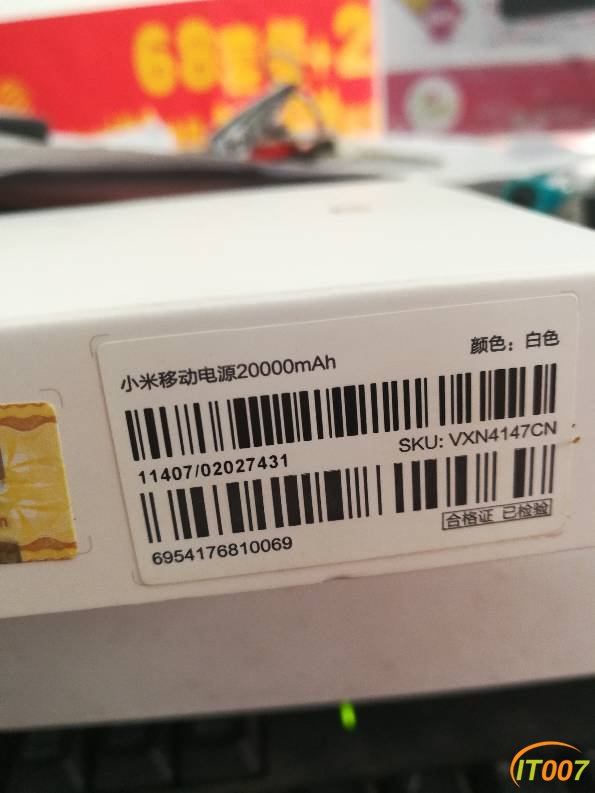 68
小米移动电源20000mAh
颜色：白色
11407/02027431
SKU: VXN4147CN
6954176810069
合格证 已检验
IT007